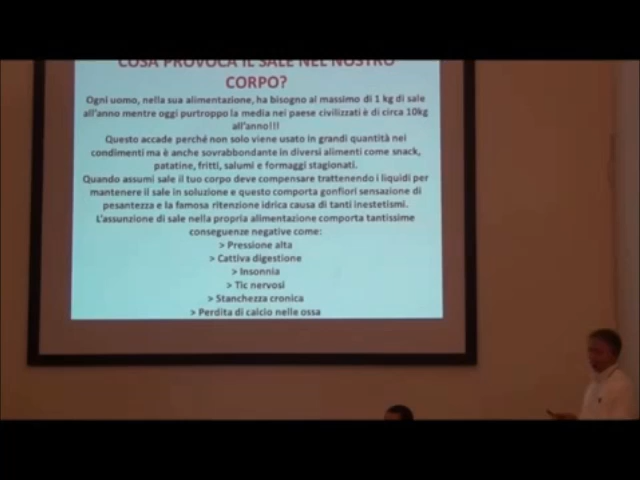 COSA PROVOCA IL SALE NEL NOSTRO
CORPO?
Ogni uomo, nella sua alimentazione, ha bisogno al massimo di 1 kg di sale
all'anno mentre oggi purtroppo la media nei paese civilizzati è di circa 10kg
all'anno!!!
Questo accade perché non solo viene usato in grandi quantità nei
condimenti ma è anche sovrabbondante in diversi alimenti come snack,
patatine, fritti, salumi e formaggi stagionati.
Quando assumi sale il tuo corpo deve compensare trattenendo i liquidi per
mantenere il sale in soluzione e questo comporta gonfiori sensazione di
pesantezza e la famosa ritenzione idrica causa di tanti inestetismi.
L'assunzione di sale nella propria alimentazione comporta tantissime
conseguenze negative come:
> Pressione alta
> Cattiva digestione
> Insonnia
> Tic nervosi
> Stanchezza cronica
> Perdita di calcio nelle ossa